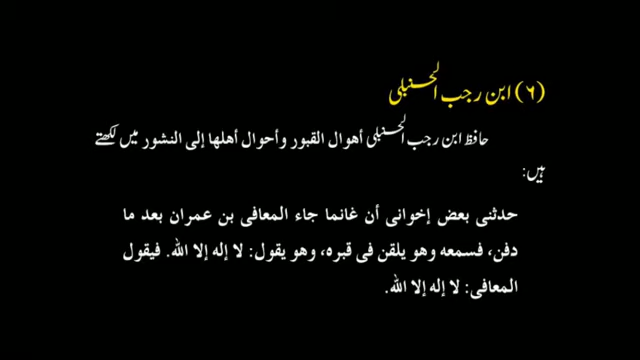 (٦) ابن رجب الحنبلی
حافظ ابن رجب الحنبلی أهوال القبور وأحوال أهلها إلی النشور میں لکھتے
ہیں:
حدثنی بعض إخوانی أن غانما جاء المعافی بن عمران بعد ما
دفن، فسمعه وهو یلقن فی قبره، وهو یقول: لا إله إلا الله. فیقول
المعافی: لا إله إلا الله.